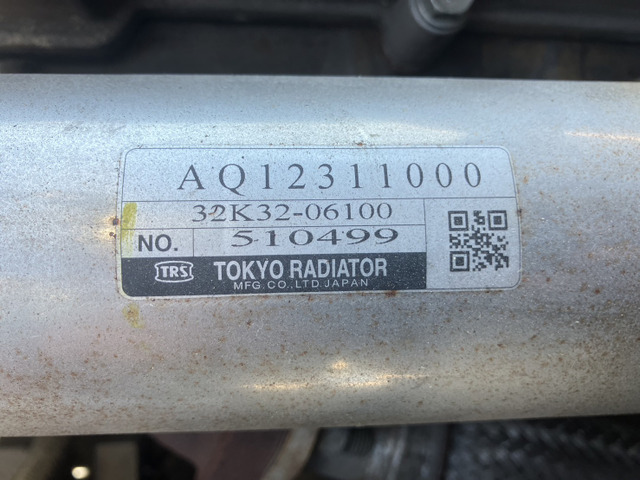 AQ12311000
32K32-06100
NO. 510499
TRS TOKYO RADIATOR
MFG.CO.,LTD.JAPAN